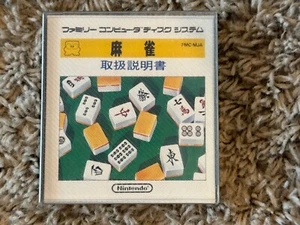 ファミリー コンピュータ ディスク システム
麻雀
FMC-MJA
取扱説明書
Nintendo